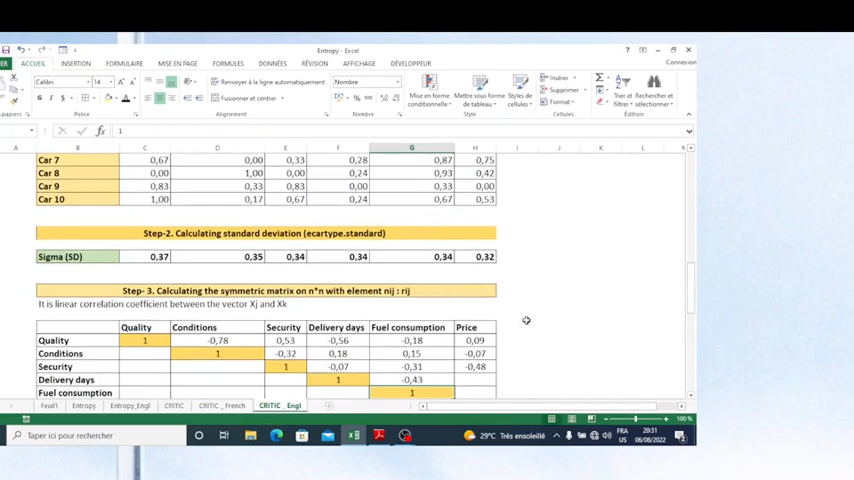 Entropy - Excel
ACCUEIL INSERTION FORMULAIRE MISE EN PAGE FORMULES DONNÉES RÉVISION AFFICHAGE DÉVELOPPEUR Connexion
Calibri 14 Renvoyer à la ligne automatiquement Nombre Insérer
G I S Fusionner et centrer Mise en forme conditionnelle Mettre sous forme de tableau Styles de cellules Supprimer Format Trier et filtrer Rechercher et sélectionner
Police Alignement Nombre Style Cellules Édition
fx 1
A B C D E F G H I J K L
Car 7 0,67 0,00 0,33 0,28 0,87 0,75
Car 8 0,00 1,00 0,00 0,24 0,93 0,42
Car 9 0,83 0,33 0,83 0,00 0,33 0,00
Car 10 1,00 0,17 0,67 0,24 0,67 0,53
Step-2. Calculating standard deviation (ecartype.standard)
Sigma (SD) 0,37 0,35 0,34 0,34 0,34 0,32
Step- 3. Calculating the symmetric matrix on n*n with element nij : rij
It is linear correlation coefficient between the vector Xj and Xk
Quality Conditions Security Delivery days Fuel consumption Price
Quality 1 -0,78 0,53 -0,56 -0,18 0,09
Conditions 1 -0,32 0,18 0,15 -0,07
Security 1 -0,07 -0,31 -0,48
Delivery days 1 -0,43
Fuel consumption 1
Feuil1 Entropy Entropy_Engl CRITIC CRITIC _ French CRITIC _ Engl
100 %
Taper ici pour rechercher 29°C Très ensoleillé FRA US 20:31 06/08/2022